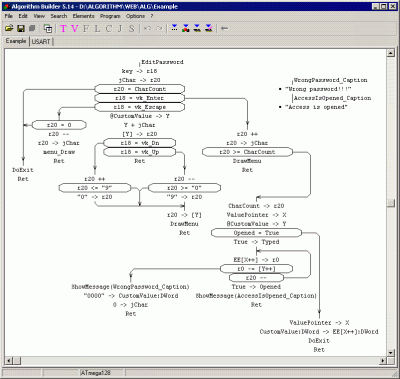 Algorithm Builder 5.14 - D:\ALGORITHM\WEB\ALG\Example
File Edit View Search Elements Program Options ?
T V F L C J S
Example USART
EditPassword
key -> r18
jChar -> r20
r20 = CharCount
r18 = vk_Enter
r18 = vk_Escape
@CustomValue -> Y
Y + jChar
[Y] -> r20
r18 = vk_Dn
r18 = vk_Up
Ret
WrongPassword_Caption
"Wrong password!!!"
AccessIsOpened_Caption
"Access is opened"
r20 = 0
r20 --
r20 -> jChar
menu_Draw
Ret
DoExit
Ret
r20 ++
r20 -> jChar
r20 >= CharCount
DrawMenu
Ret
r20 ++
r20 <= "9"
"0" -> r20
r20 --
r20 >= "0"
"9" -> r20
r20 -> [Y]
DrawMenu
Ret
CharCount -> r20
ValuePointer -> X
@CustomValue -> Y
Opened = True
True -> Typed
EE[X++] -> r0
r0 -= [Y++]
r20 --
True -> Opened
ShowMessage(AccessIsOpened_Caption)
Ret
ShowMessage(WrongPassword_Caption)
"0000" -> CustomValue:DWord
0 -> jChar
Ret
ValuePointer -> X
CustomValue:DWord -> EE[X++]:DWord
DoExit
Ret
ATmega128